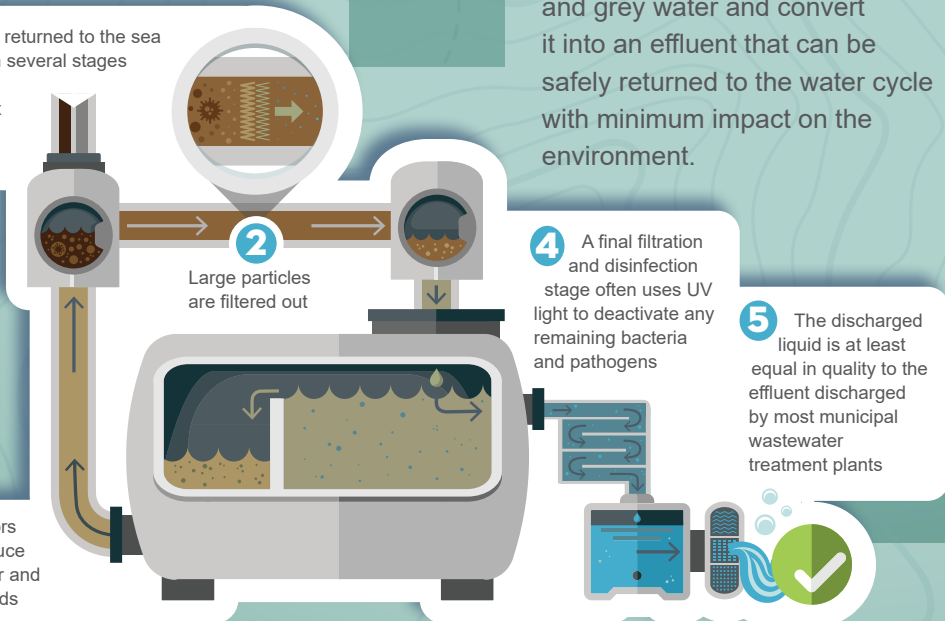 and grey water and convert
it into an effluent that can be
safely returned to the water cycle
with minimum impact on the
environment.
returned to the sea
several stages
2
Large particles
are filtered out
4
A final filtration
and disinfection
stage often uses UV
light to deactivate any
remaining bacteria
and pathogens
5
The discharged
liquid is at least
equal in quality to the
effluent discharged
by most municipal
wastewater
treatment plants
and